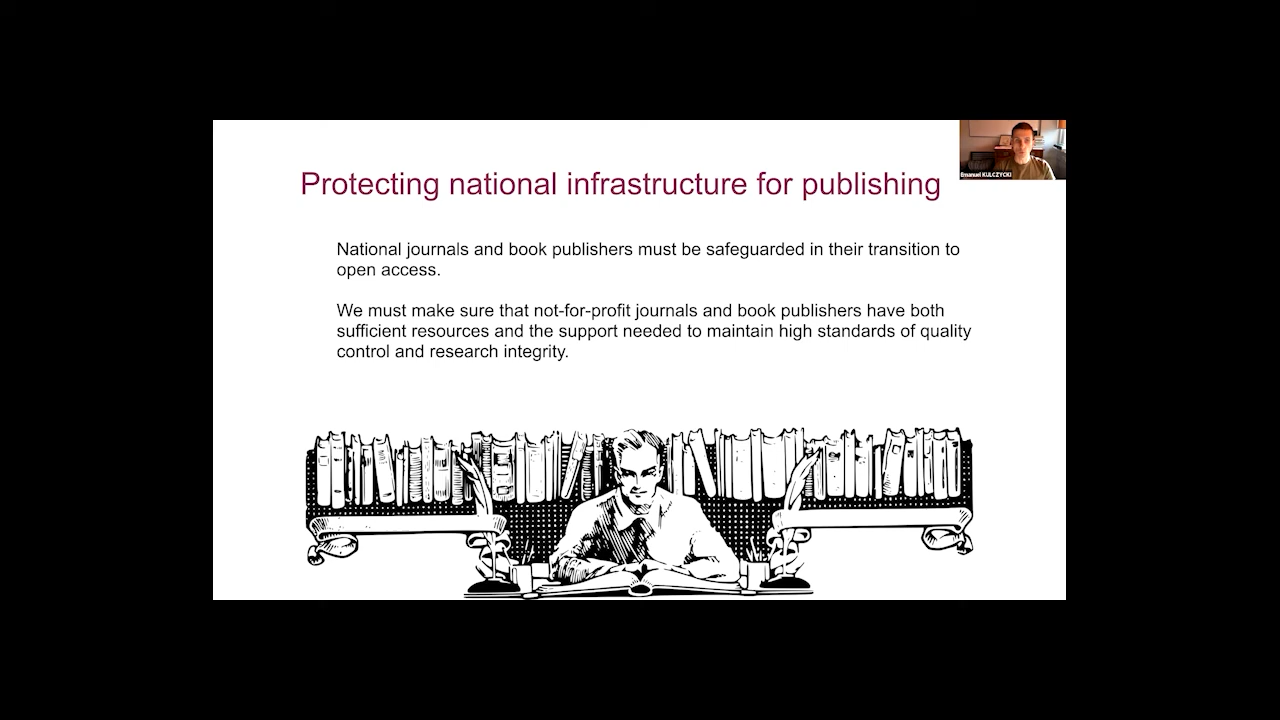 Protecting national infrastructure for publishing
Emanuel KULCZYCKI
National journals and book publishers must be safeguarded in their transition to
open access.
We must make sure that not-for-profit journals and book publishers have both
sufficient resources and the support needed to maintain high standards of quality
control and research integrity.